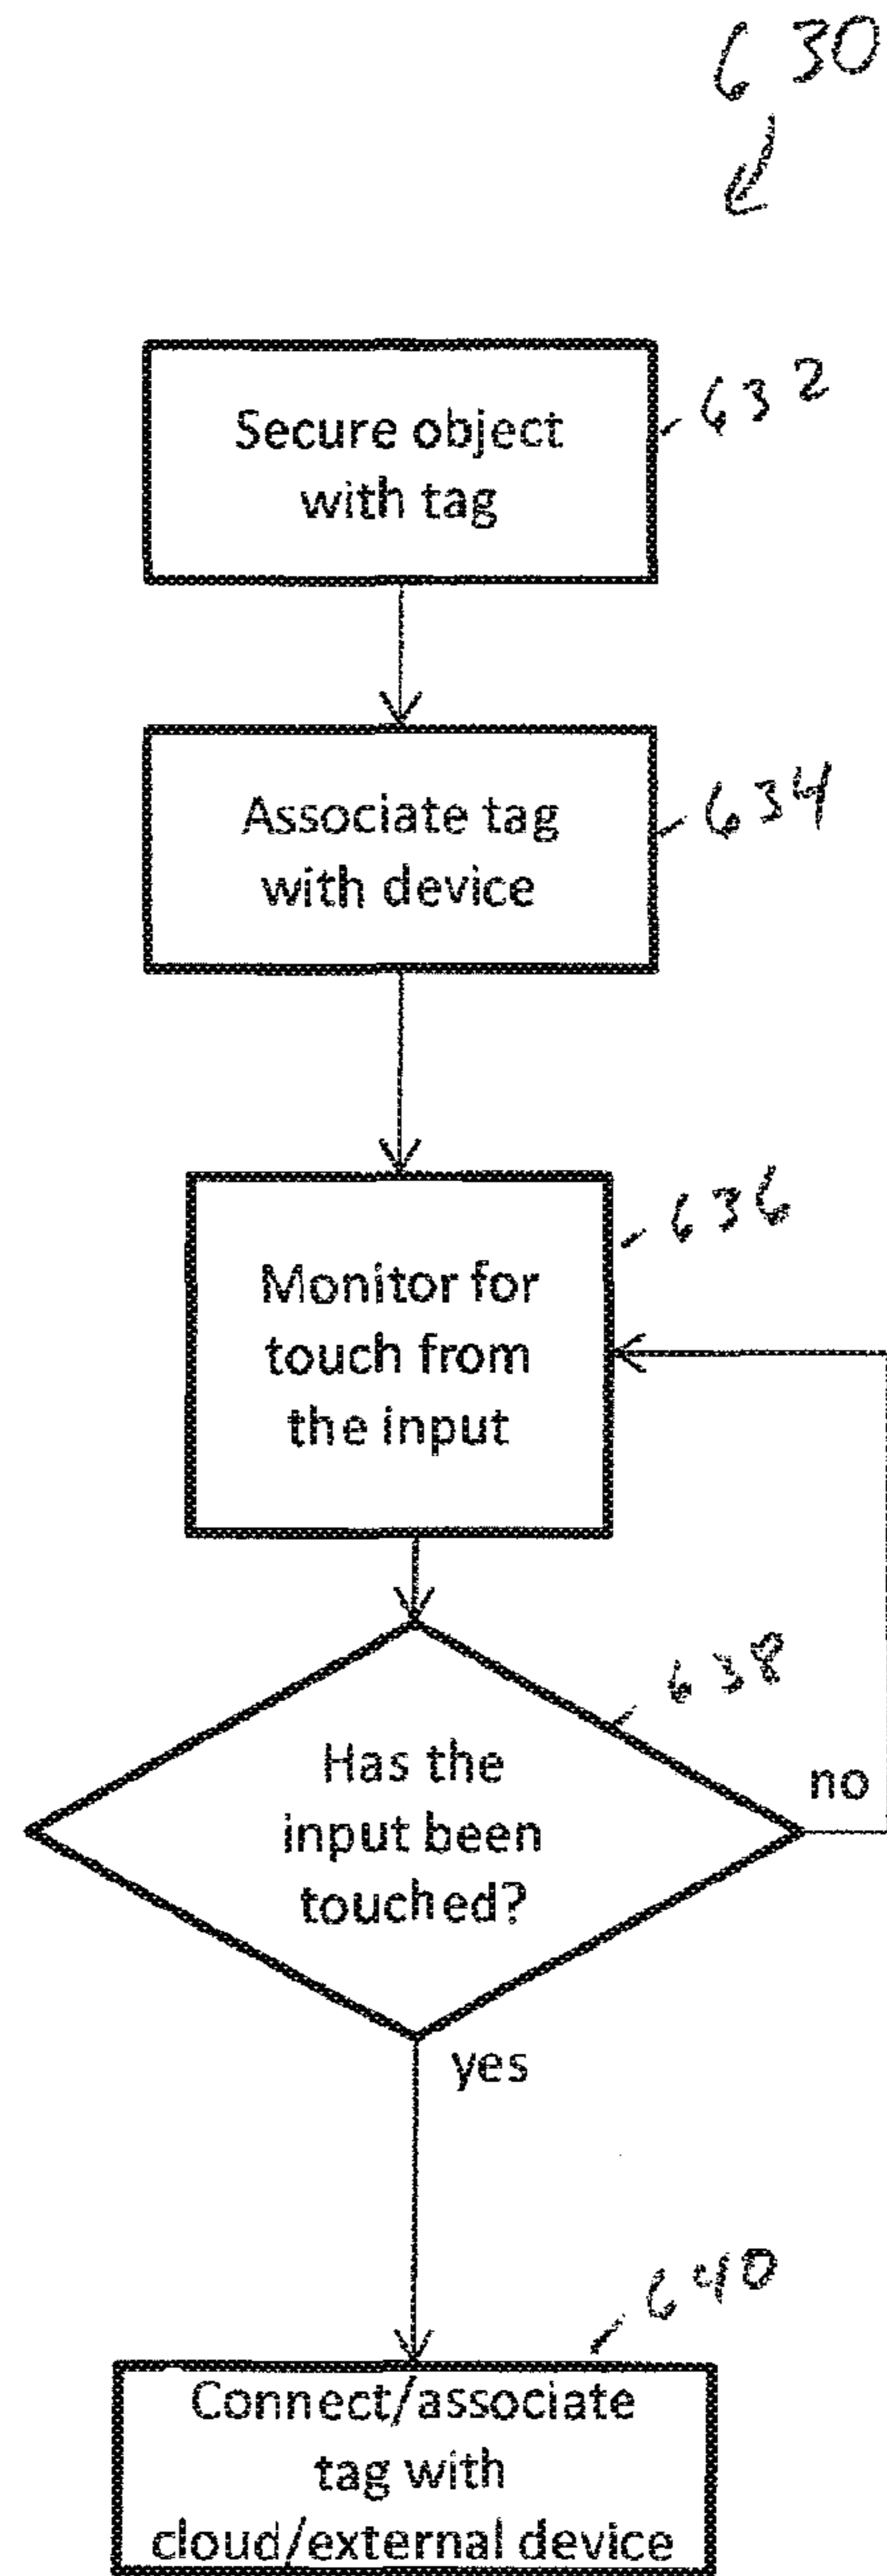 630
Secure object
with tag
632
Associate tag
with device
634
636
Monitor for
touch from
the input
638
Has the
input been
touched?
no
yes
640
Connect/associate
tag with
cloud/external device